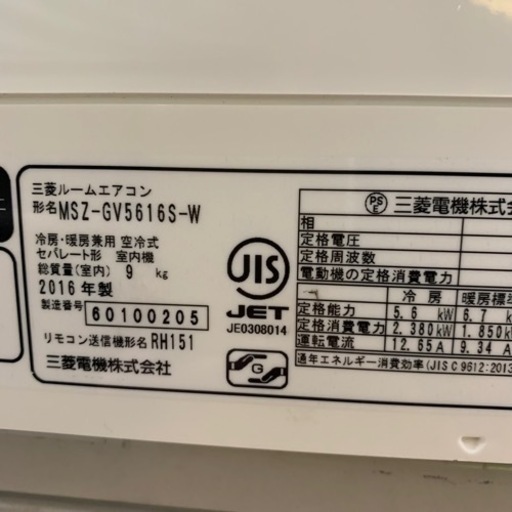 三菱ルームエアコン
形名 MSZ-GV5616S-W
冷房・暖房兼用 空冷式
セパレート形 室内機
総質量(室内) 9 kg
2016 年製
製造番号 60100205
リモコン送信機形名 RH151
三菱電機株式会社
JIS
JET
JE0308014
G
PS
E
三菱電機株式会
相
定格電圧
定格周波数
電動機の定格消費電力
冷 房 暖房標準
定格能力 5.6 kW 6.7 k
定格消費電力 2.380 kW 1.850 k
運転電流 12.65 A 9.34 A
通年エネルギー消費効率(JIS C 9612:2013